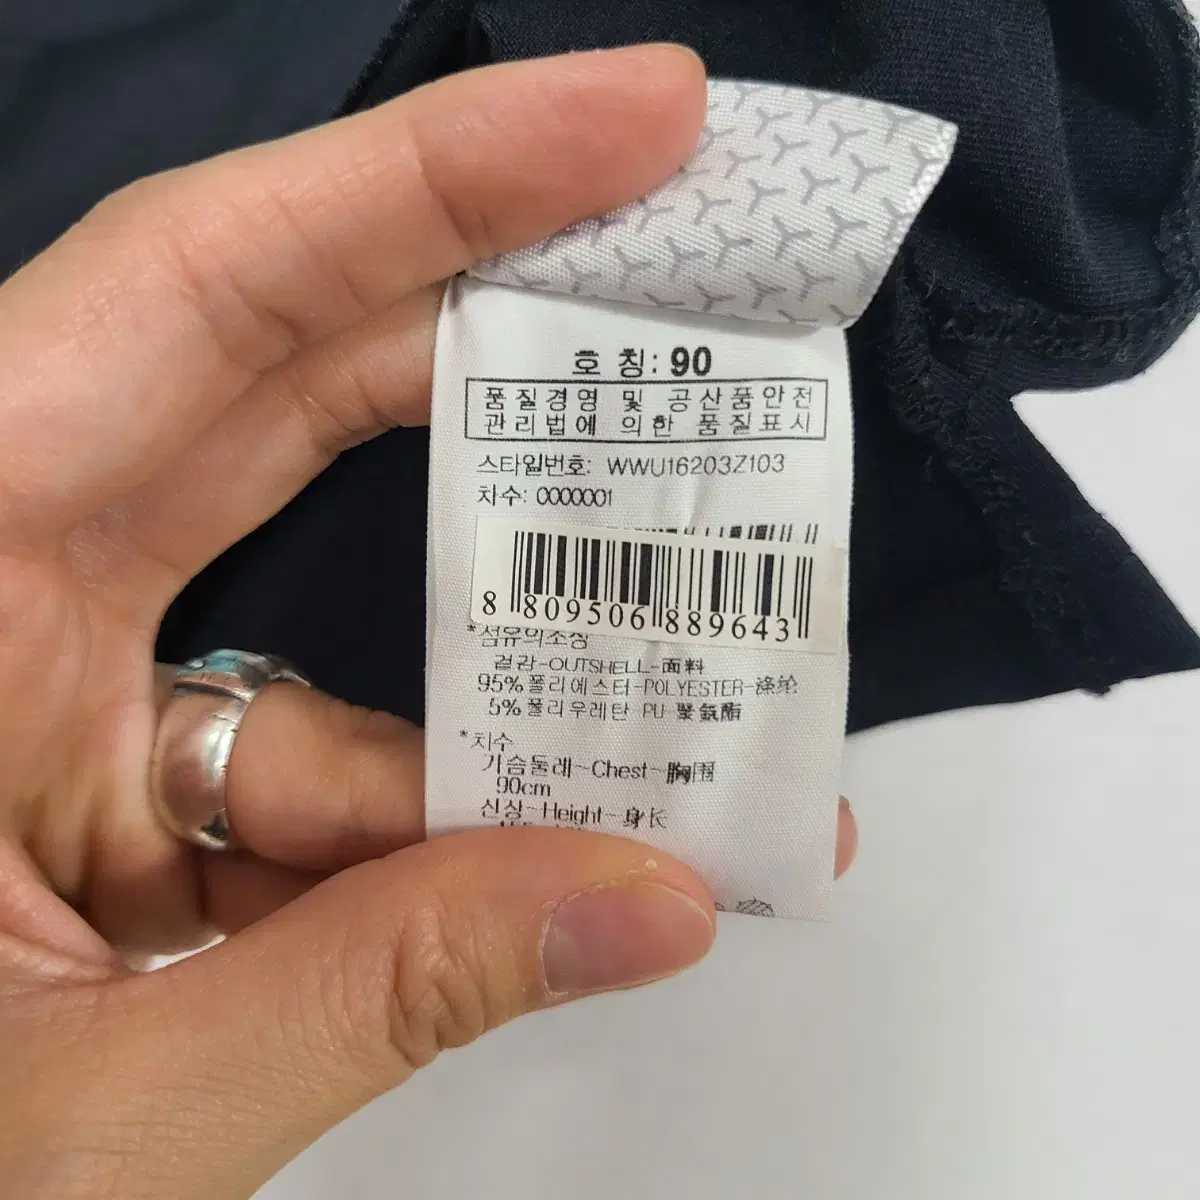 호 칭: 90
품질경영 및 공산품안전
관리법에 의한 품질표시
스타일번호: WWU16203Z103
차수: 0000001
8 809506 889643
*섬유의조성
겉감-OUTSHELL-面料
95% 폴리에스터-POLYESTER-涤纶
5% 폴리우레탄 PU 聚氨酯
*치수
가슴둘레~Chest~胸围
90cm
신상~Height~身长